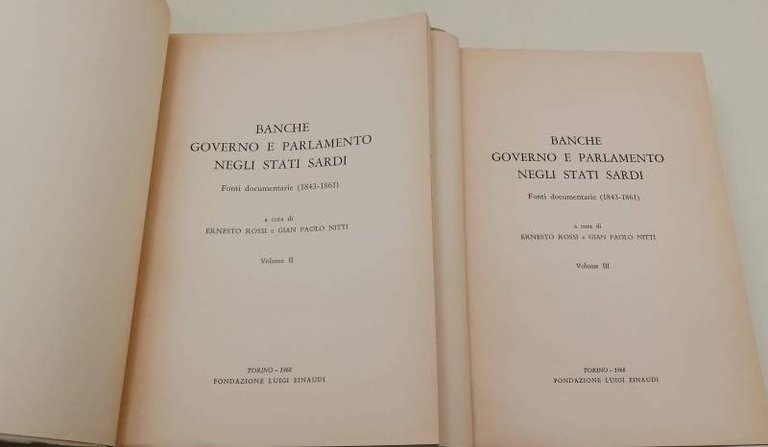 BANCHE
GOVERNO E PARLAMENTO
NEGLI STATI SARDI
Fonti documentarie (1843-1861)
a cura di
ERNESTO ROSSI e GIAN PAOLO NITTI
Volume II
TORINO - 1968
FONDAZIONE LUIGI EINAUDI
BANCHE
GOVERNO E PARLAMENTO
NEGLI STATI SARDI
Fonti documentarie (1843-1861)
a cura di
ERNESTO ROSSI e GIAN PAOLO NITTI
Volume III
TORINO - 1968
FONDAZIONE LUIGI EINAUDI